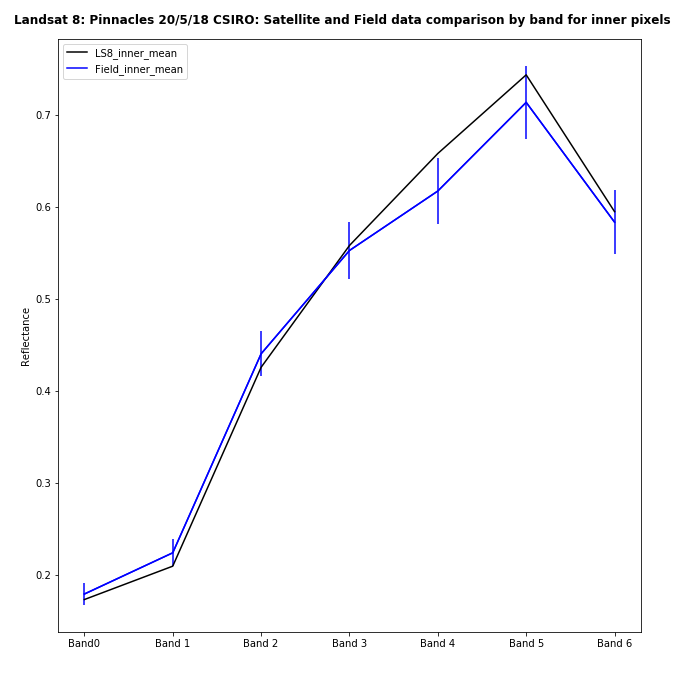 Landsat 8: Pinnacles 20/5/18 CSIRO: Satellite and Field data comparison by band for inner pixels
LS8_inner_mean
Field_inner_mean
0.7
0.6
0.5
0.4
0.3
0.2
Reflectance
Band0 Band 1 Band 2 Band 3 Band 4 Band 5 Band 6